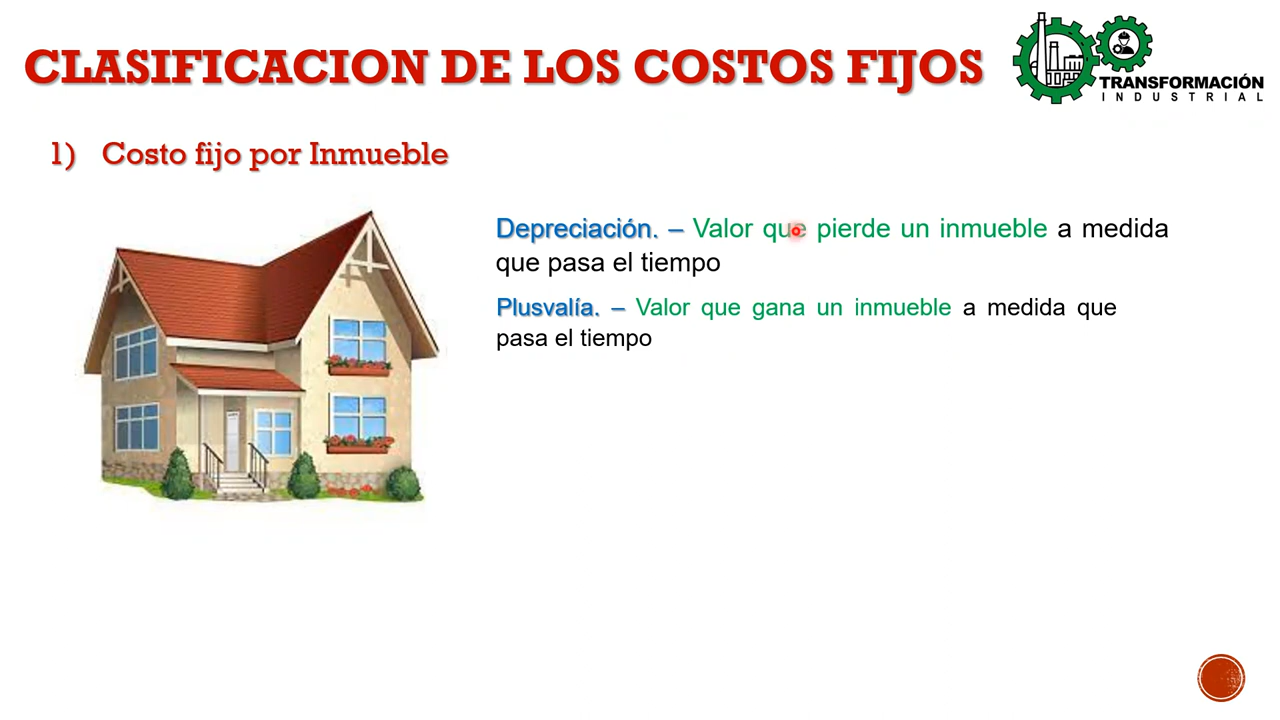 CLASIFICACION DE LOS COSTOS FIJOS
TRANSFORMACIÓN
INDUSTRIAL
1) Costo fijo por Inmueble
Depreciación. – Valor que pierde un inmueble a medida
que pasa el tiempo
Plusvalía. – Valor que gana un inmueble a medida que
pasa el tiempo